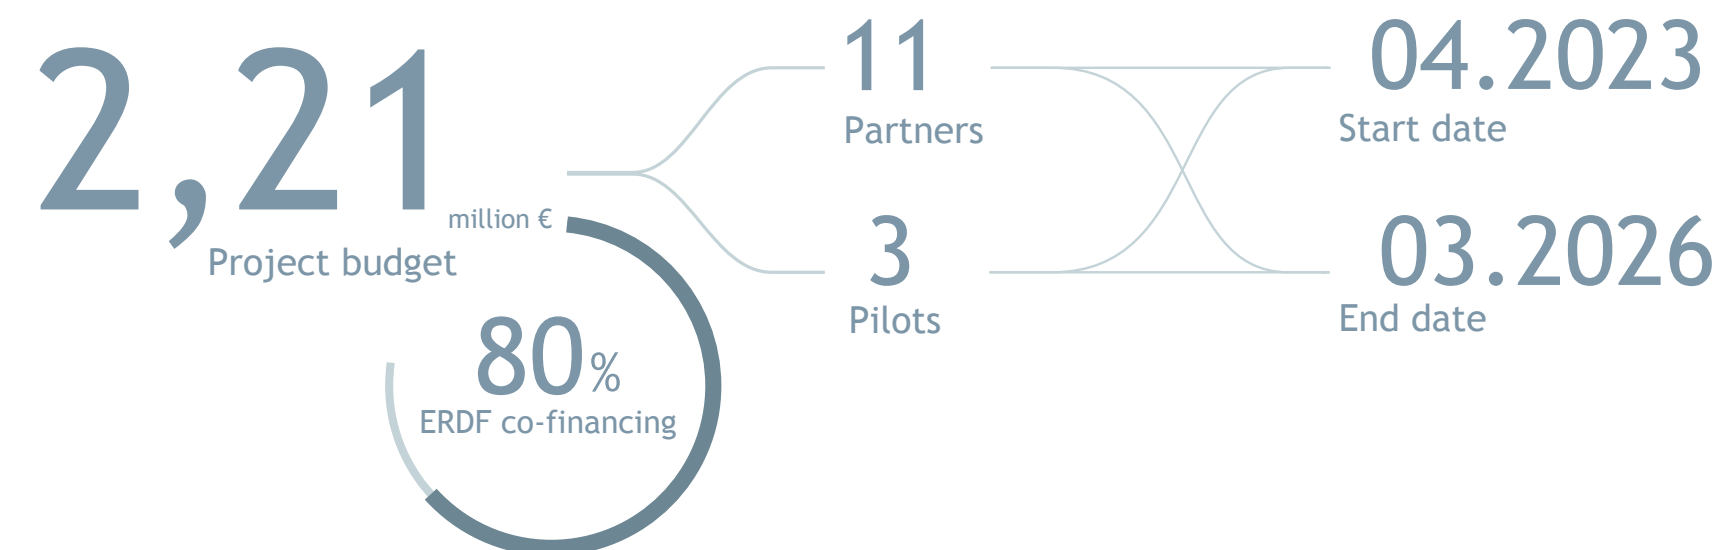 2,21
million €
Project budget
80%
ERDF co-financing
11
Partners
3
Pilots
04.2023
Start date
03.2026
End date